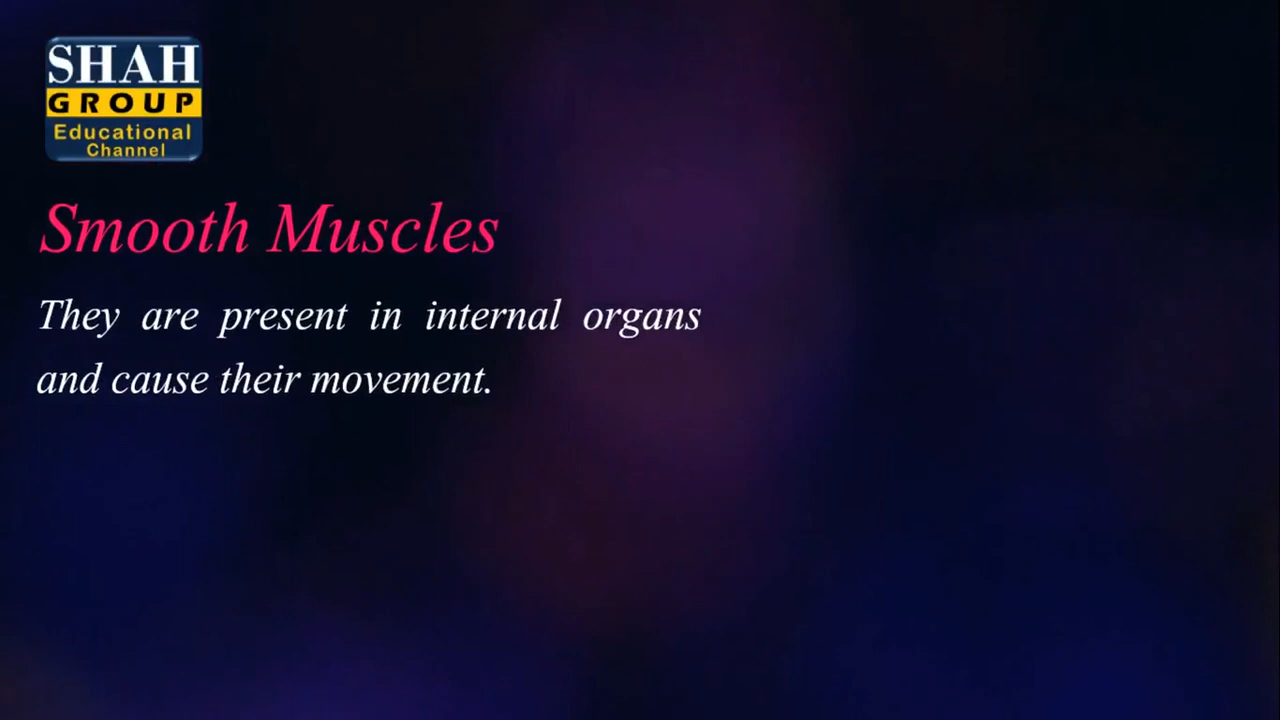 SHAH
GROUP
Educational
Channel
Smooth Muscles
They are present in internal organs
and cause their movement.